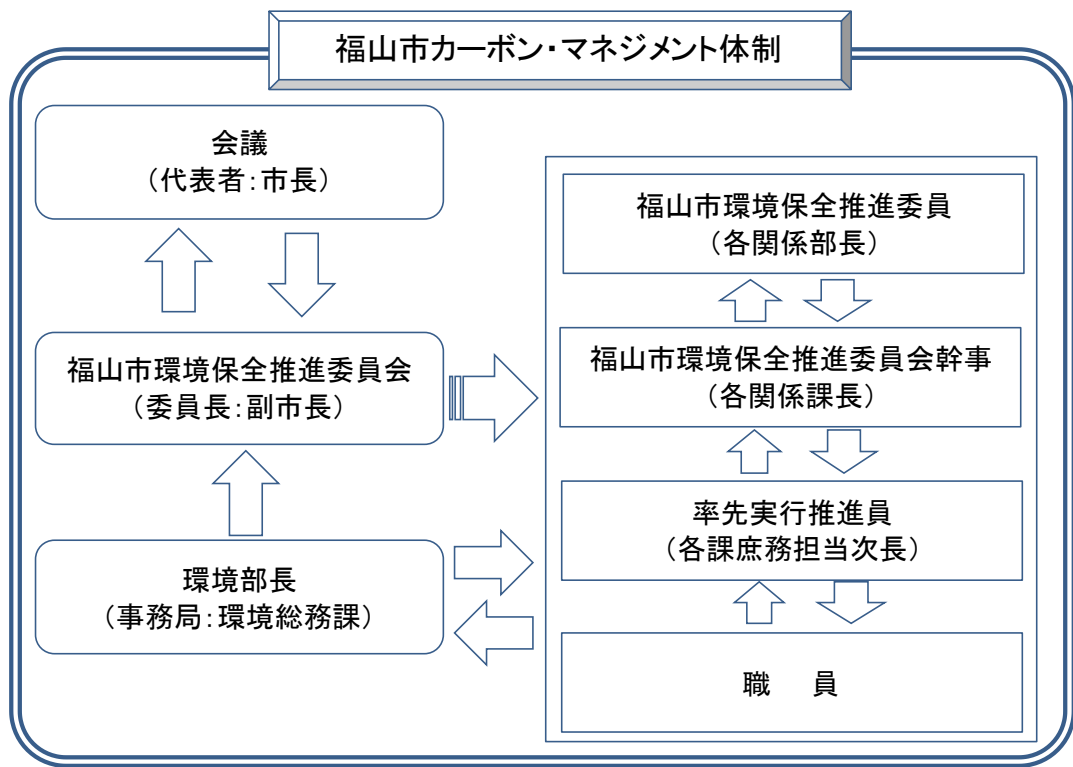 福山市カーボン・マネジメント体制
会議
（代表者：市長）
福山市環境保全推進委員会
（委員長：副市長）
環境部長
（事務局：環境総務課）
福山市環境保全推進委員
（各関係部長）
福山市環境保全推進委員会幹事
（各関係課長）
率先実行推進員
（各課庶務担当次長）
職　員